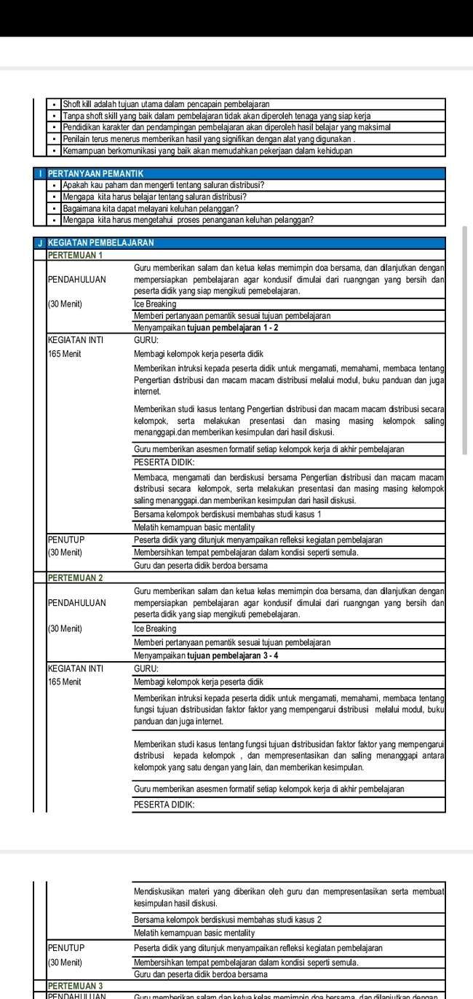 ▪ Shoft kill adalah tujuan utama dalam pencapain pembelajaran
▪ Tanpa shoft skill yang baik dalam pembelajaran tidak akan diperoleh tenaga yang siap kerja
▪ Pendidikan karakter dan pendampingan pembelajaran akan diperoleh hasil belajar yang maksimal
▪ Penilain terus menerus memberikan hasil yang signifikan dengan alat yang digunakan .
▪ Kemampuan berkomunikasi yang baik akan memudahkan pekerjaan dalam kehidupan
I PERTANYAAN PEMANTIK
▪ Apakah kau paham dan mengerti tentang saluran distribusi?
▪ Mengapa kita harus belajar tentang saluran distribusi?
▪ Bagaimana kita dapat melayani keluhan pelanggan?
▪ Mengapa kita harus mengetahui proses penanganan keluhan pelanggan?
J KEGIATAN PEMBELAJARAN
PERTEMUAN 1
Guru memberikan salam dan ketua kelas memimpin doa bersama, dan dilanjutkan dengan
PENDAHULUAN mempersiapkan pembelajaran agar kondusif dimulai dari ruangngan yang bersih dan
peserta didik yang siap mengikuti pemebelajaran.
(30 Menit) Ice Breaking
Memberi pertanyaan pemantik sesuai tujuan pembelajaran
Menyampaikan tujuan pembelajaran 1 - 2
KEGIATAN INTI GURU:
165 Menit Membagi kelompok kerja peserta didik
Memberikan intruksi kepada peserta didik untuk mengamati, memahami, membaca tentang
Pengertian distribusi dan macam macam distribusi melalui modul, buku panduan dan juga
internet.
Memberikan studi kasus tentang Pengertian distribusi dan macam macam distribusi secara
kelompok, serta melakukan presentasi dan masing masing kelompok saling
menanggapi.dan memberikan kesimpulan dari hasil diskusi.
Guru memberikan asesmen formatif setiap kelompok kerja di akhir pembelajaran
PESERTA DIDIK:
Membaca, mengamati dan berdiskusi bersama Pengertian distribusi dan macam macam
distribusi secara kelompok, serta melakukan presentasi dan masing masing kelompok
saling menanggapi.dan memberikan kesimpulan dari hasil diskusi.
Bersama kelompok berdiskusi membahas studi kasus 1
Melatih kemampuan basic mentality
PENUTUP Peserta didik yang ditunjuk menyampaikan refleksi kegiatan pembelajaran
(30 Menit) Membersihkan tempat pembelajaran dalam kondisi seperti semula.
Guru dan peserta didik berdoa bersama
PERTEMUAN 2
Guru memberikan salam dan ketua kelas memimpin doa bersama, dan dilanjutkan dengan
PENDAHULUAN mempersiapkan pembelajaran agar kondusif dimulai dari ruangngan yang bersih dan
peserta didik yang siap mengikuti pemebelajaran.
(30 Menit) Ice Breaking
Memberi pertanyaan pemantik sesuai tujuan pembelajaran
Menyampaikan tujuan pembelajaran 3 - 4
KEGIATAN INTI GURU:
165 Menit Membagi kelompok kerja peserta didik
Memberikan intruksi kepada peserta didik untuk mengamati, memahami, membaca tentang
fungsi tujuan distribusidan faktor faktor yang mempengarui distribusi melalui modul, buku
panduan dan juga internet.
Memberikan studi kasus tentang fungsi tujuan distribusidan faktor faktor yang mempengarui
distribusi kepada kelompok , dan mempresentasikan dan saling menanggapi antara
kelompok yang satu dengan yang lain, dan memberikan kesimpulan.
Guru memberikan asesmen formatif setiap kelompok kerja di akhir pembelajaran
PESERTA DIDIK:
Mendiskusikan materi yang diberikan oleh guru dan mempresentasikan serta membuat
kesimpulan hasil diskusi.
Bersama kelompok berdiskusi membahas studi kasus 2
Melatih kemampuan basic mentality
PENUTUP Peserta didik yang ditunjuk menyampaikan refleksi kegiatan pembelajaran
(30 Menit) Membersihkan tempat pembelajaran dalam kondisi seperti semula.
Guru dan peserta didik berdoa bersama
PERTEMUAN 3
PENDAHULUAN Guru memberikan salam dan ketua kelas memimpin doa bersama, dan dilanjutkan dengan